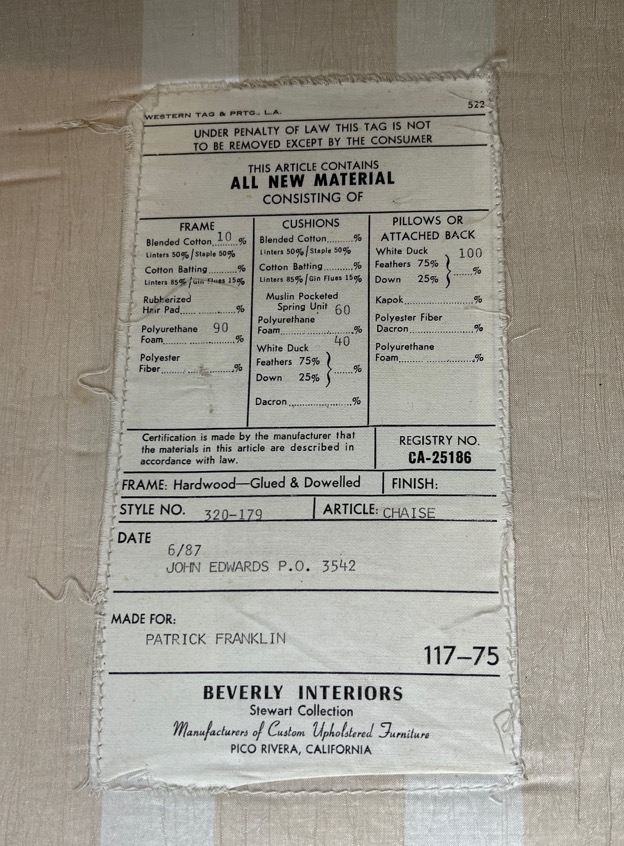 WESTERN TAG & PRTG., L.A. 522
UNDER PENALTY OF LAW THIS TAG IS NOT
TO BE REMOVED EXCEPT BY THE CONSUMER
THIS ARTICLE CONTAINS
ALL NEW MATERIAL
CONSISTING OF
FRAME
Blended Cotton 10 %
Linters 50%/Staple 50%
Cotton Batting........%
Linters 85%/Gin Flues 15%
Rubberized
Hair Pad................%
Polyurethane 90
Foam....................%
Polyester
Fiber.....................%
CUSHIONS
Blended Cotton........%
Linters 50%/Staple 50%
Cotton Batting.........%
Linters 85%/Gin Flues 15%
Muslin Pocketed
Spring Unit 60
Polyurethane
Foam....................%
40
White Duck
Feathers 75%
Down 25% } ......%
Dacron...................%
PILLOWS OR
ATTACHED BACK
White Duck 100
Feathers 75%
Down 25% } ......%
Kapok....................%
Polyester Fiber
Dacron...................%
Polyurethane
Foam.....................%
Certification is made by the manufacturer that
the materials in this article are described in
accordance with law.
REGISTRY NO.
CA-25186
FRAME: Hardwood—Glued & Dowelled FINISH:
STYLE NO. 320-179 ARTICLE: CHAISE
DATE
6/87
JOHN EDWARDS P.O. 3542
MADE FOR:
PATRICK FRANKLIN
117-75
BEVERLY INTERIORS
Stewart Collection
Manufacturers of Custom Upholstered Furniture
PICO RIVERA, CALIFORNIA